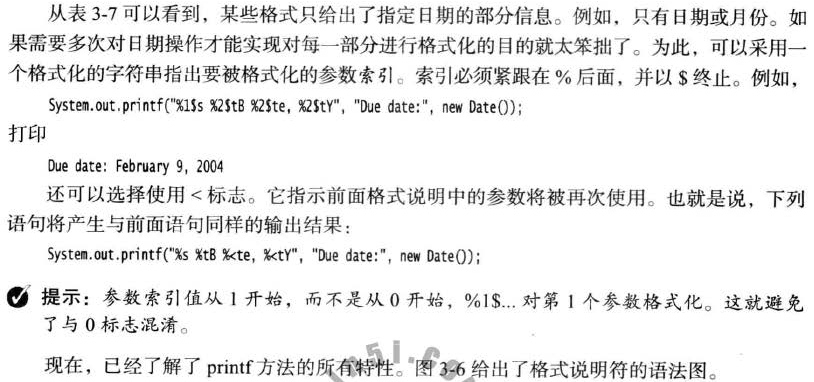 从表 3-7 可以看到，某些格式只给出了指定日期的部分信息。例如，只有日期或月份。如
果需要多次对日期操作才能实现对每一部分进行格式化的目的就太笨拙了。为此，可以采用一
个格式化的字符串指出要被格式化的参数索引。索引必须紧跟在 % 后面，并以 $ 终止。例如，
System.out.printf("%1$s %2$tB %2$te, %2$tY", "Due date:", new Date());
打印
Due date: February 9, 2004
还可以选择使用 < 标志。它指示前面格式说明中的参数将被再次使用。也就是说，下列
语句将产生与前面语句同样的输出结果：
System.out.printf("%s %tB %<te, %<tY", "Due date:", new Date());
提示：参数索引值从 1 开始，而不是从 0 开始，%1$... 对第 1 个参数格式化。这就避免
了与 0 标志混淆。
现在，已经了解了 printf 方法的所有特性。图 3-6 给出了格式说明符的语法图。